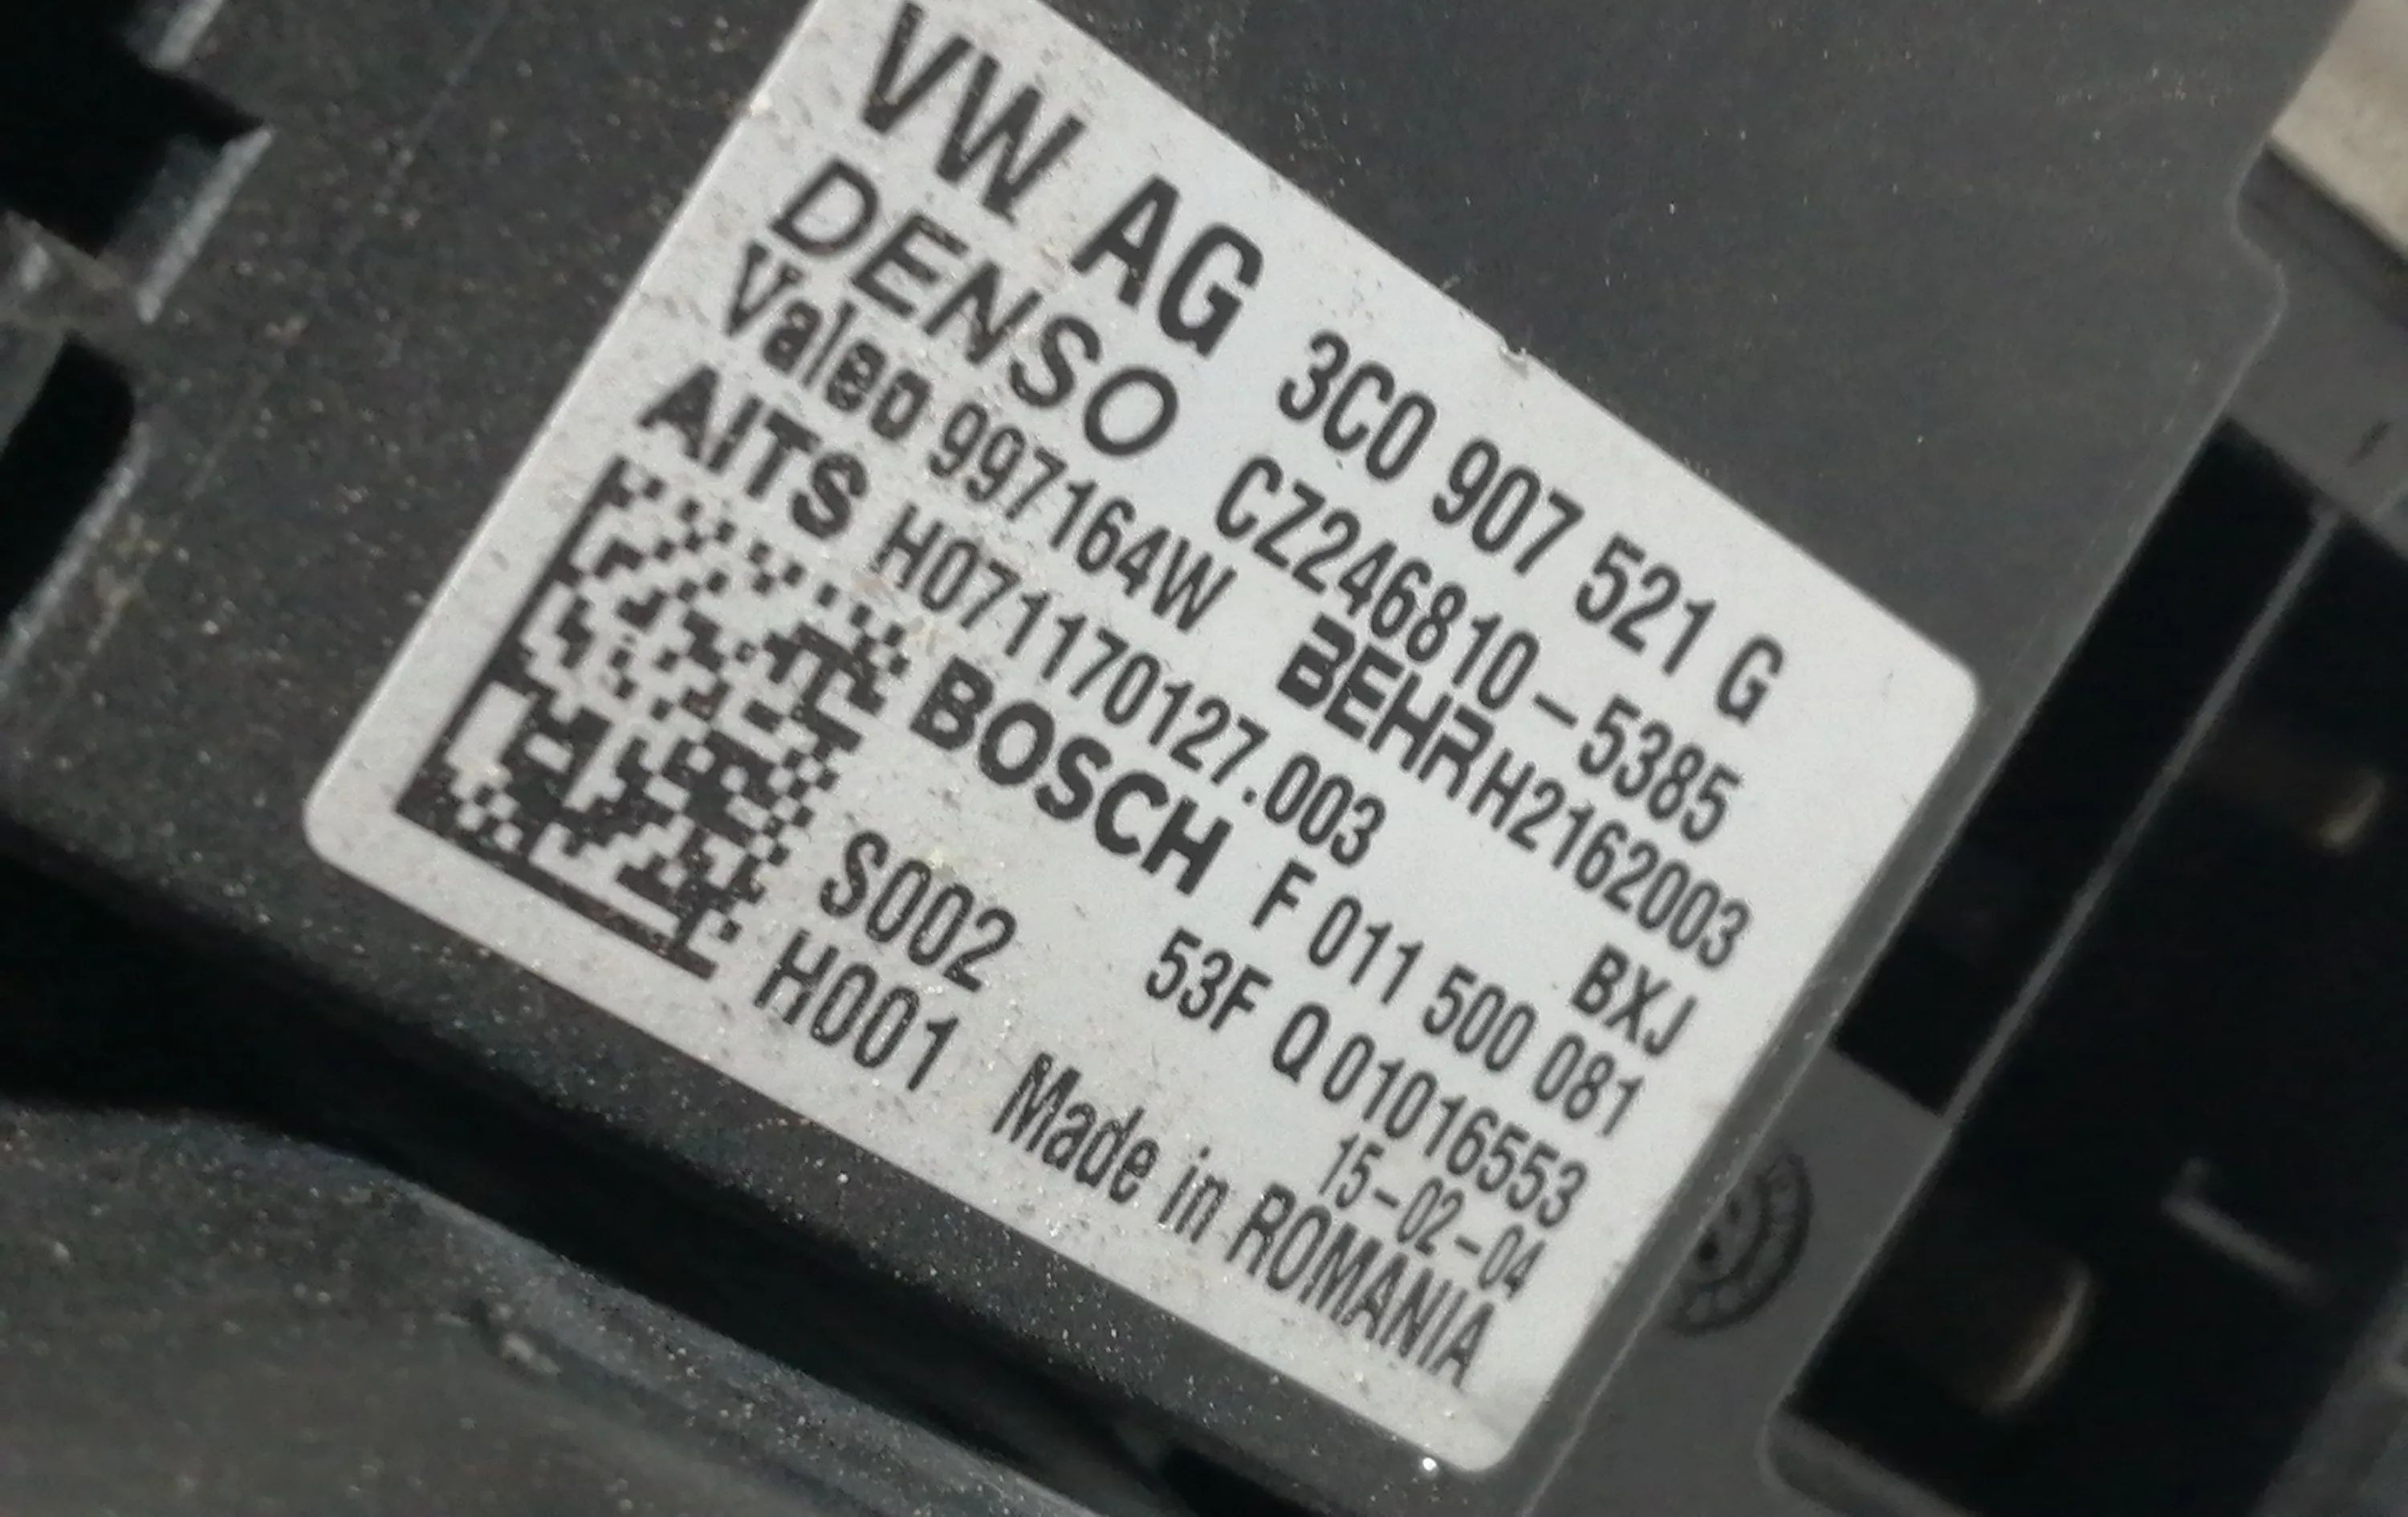 VW AG 3C0 907 521 G
DENSO CZ246810-5385
Valeo 997164W BEHR H2162003
AITS H071170127.003 BXJ
BOSCH F 011 500 081
S002 53F Q 01016553
H001 15-02-04
Made in ROMANIA